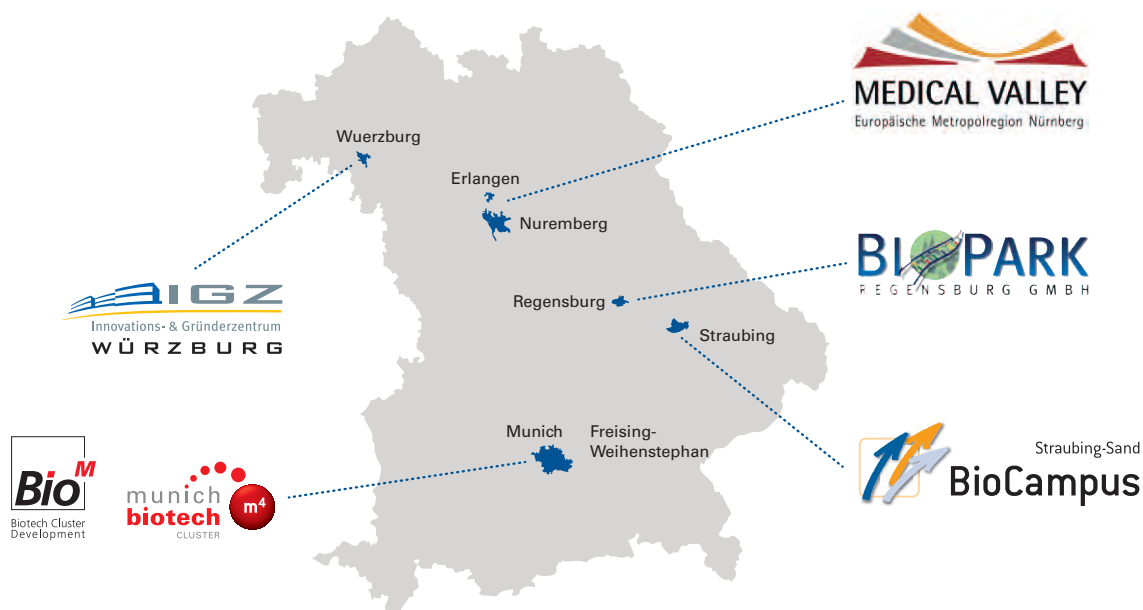 MEDICAL VALLEY
Europäische Metropolregion Nürnberg
Wuerzburg
Erlangen
Nuremberg
BIOPARK
REGENSBURG GMBH
Regensburg
Straubing
IGZ
Innovations- & Gründerzentrum
WÜRZBURG
Munich
Freising-
Weihenstephan
Straubing-Sand
BioCampus
BioM
Biotech Cluster
Development
munich
biotech
CLUSTER
m4